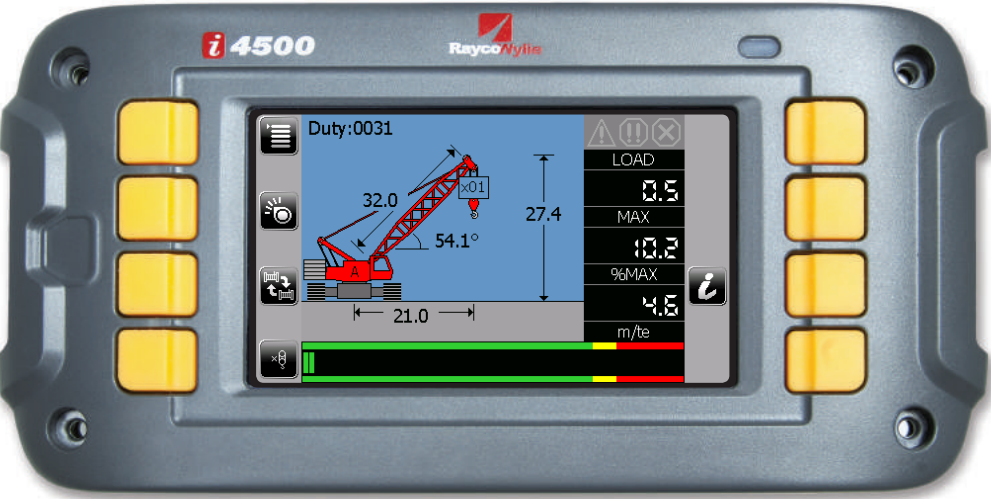 i 4500
RaycoWylie
Duty:0031
LOAD
0.5
x01
32.0
MAX
27.4
54.1°
10.2
%MAX
A
4.6
21.0
m/te